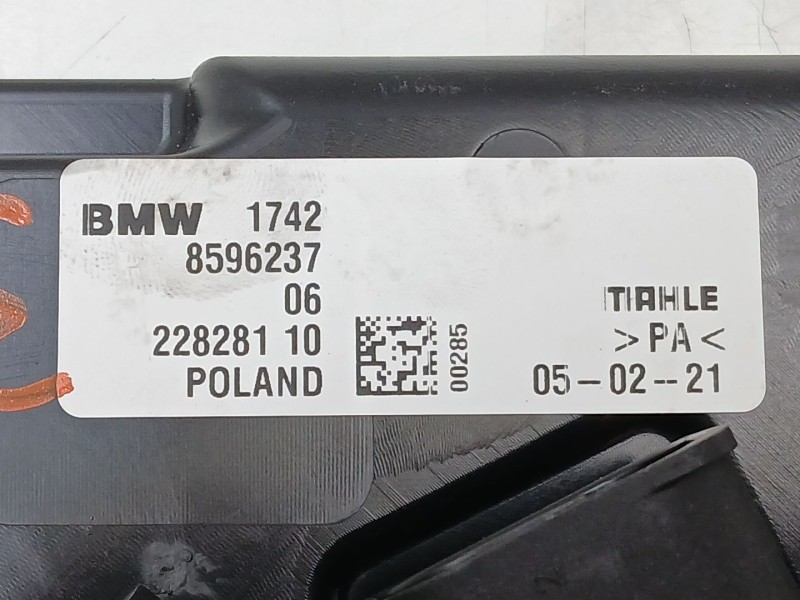 BMW 1742
8596237
06
228281 10
POLAND
00285
MAHLE
>PA<
05-02-21